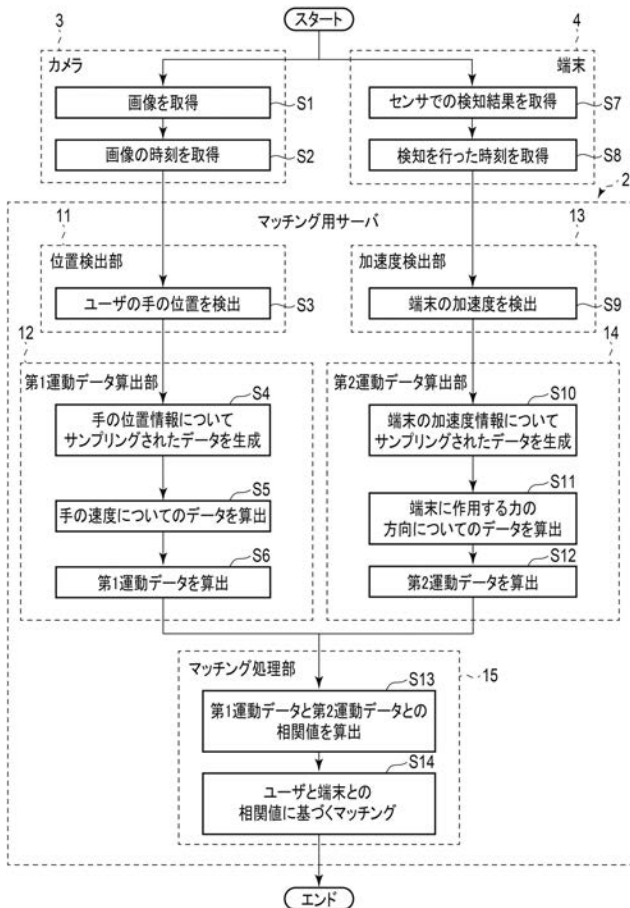 スタート
3
カメラ
画像を取得
S1
画像の時刻を取得
S2
4
端末
センサでの検知結果を取得
S7
検知を行った時刻を取得
S8
2
マッチング用サーバ
11
位置検出部
ユーザの手の位置を検出
S3
13
加速度検出部
端末の加速度を検出
S9
12
第1運動データ算出部
S4
手の位置情報について
サンプリングされたデータを生成
S5
手の速度についてのデータを算出
S6
第1運動データを算出
14
第2運動データ算出部
S10
端末の加速度情報について
サンプリングされたデータを生成
S11
端末に作用する力の
方向についてのデータを算出
S12
第2運動データを算出
マッチング処理部
15
S13
第1運動データと第2運動データとの
相関値を算出
S14
ユーザと端末との
相関値に基づくマッチング
エンド